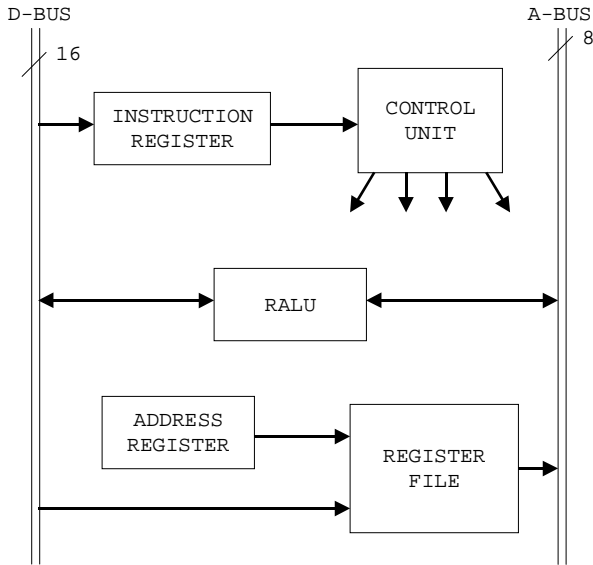 D-BUS
A-BUS
16
8
INSTRUCTION
REGISTER
CONTROL
UNIT
RALU
ADDRESS
REGISTER
REGISTER
FILE